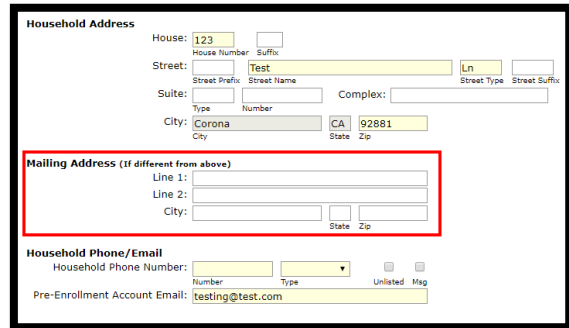 Household Address
House: 123
House Number Suffix
Street: Test Ln
Street Prefix Street Name Street Type Street Suffix
Suite: Complex:
Type Number
City: Corona CA 92881
City State Zip
Mailing Address (If different from above)
Line 1:
Line 2:
City:
State Zip
Household Phone/Email
Household Phone Number:
Number Type Unlisted Msg
Pre-Enrollment Account Email: testing@test.com